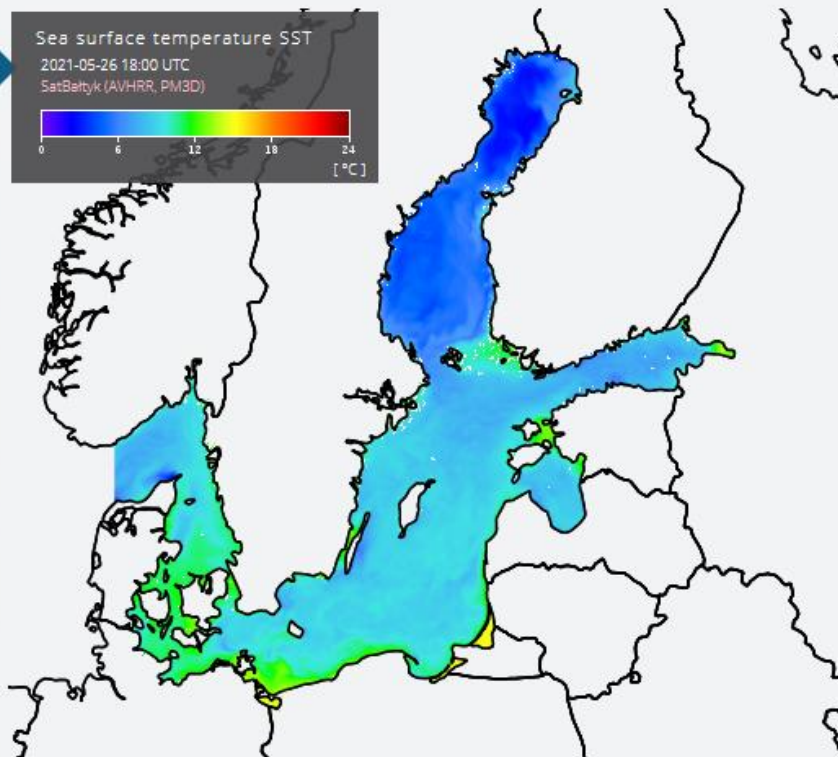 Sea surface temperature SST
2021-05-26 18:00 UTC
SatBałtyk (AVHRR, PM3D)
0 6 12 18 24
[°C]